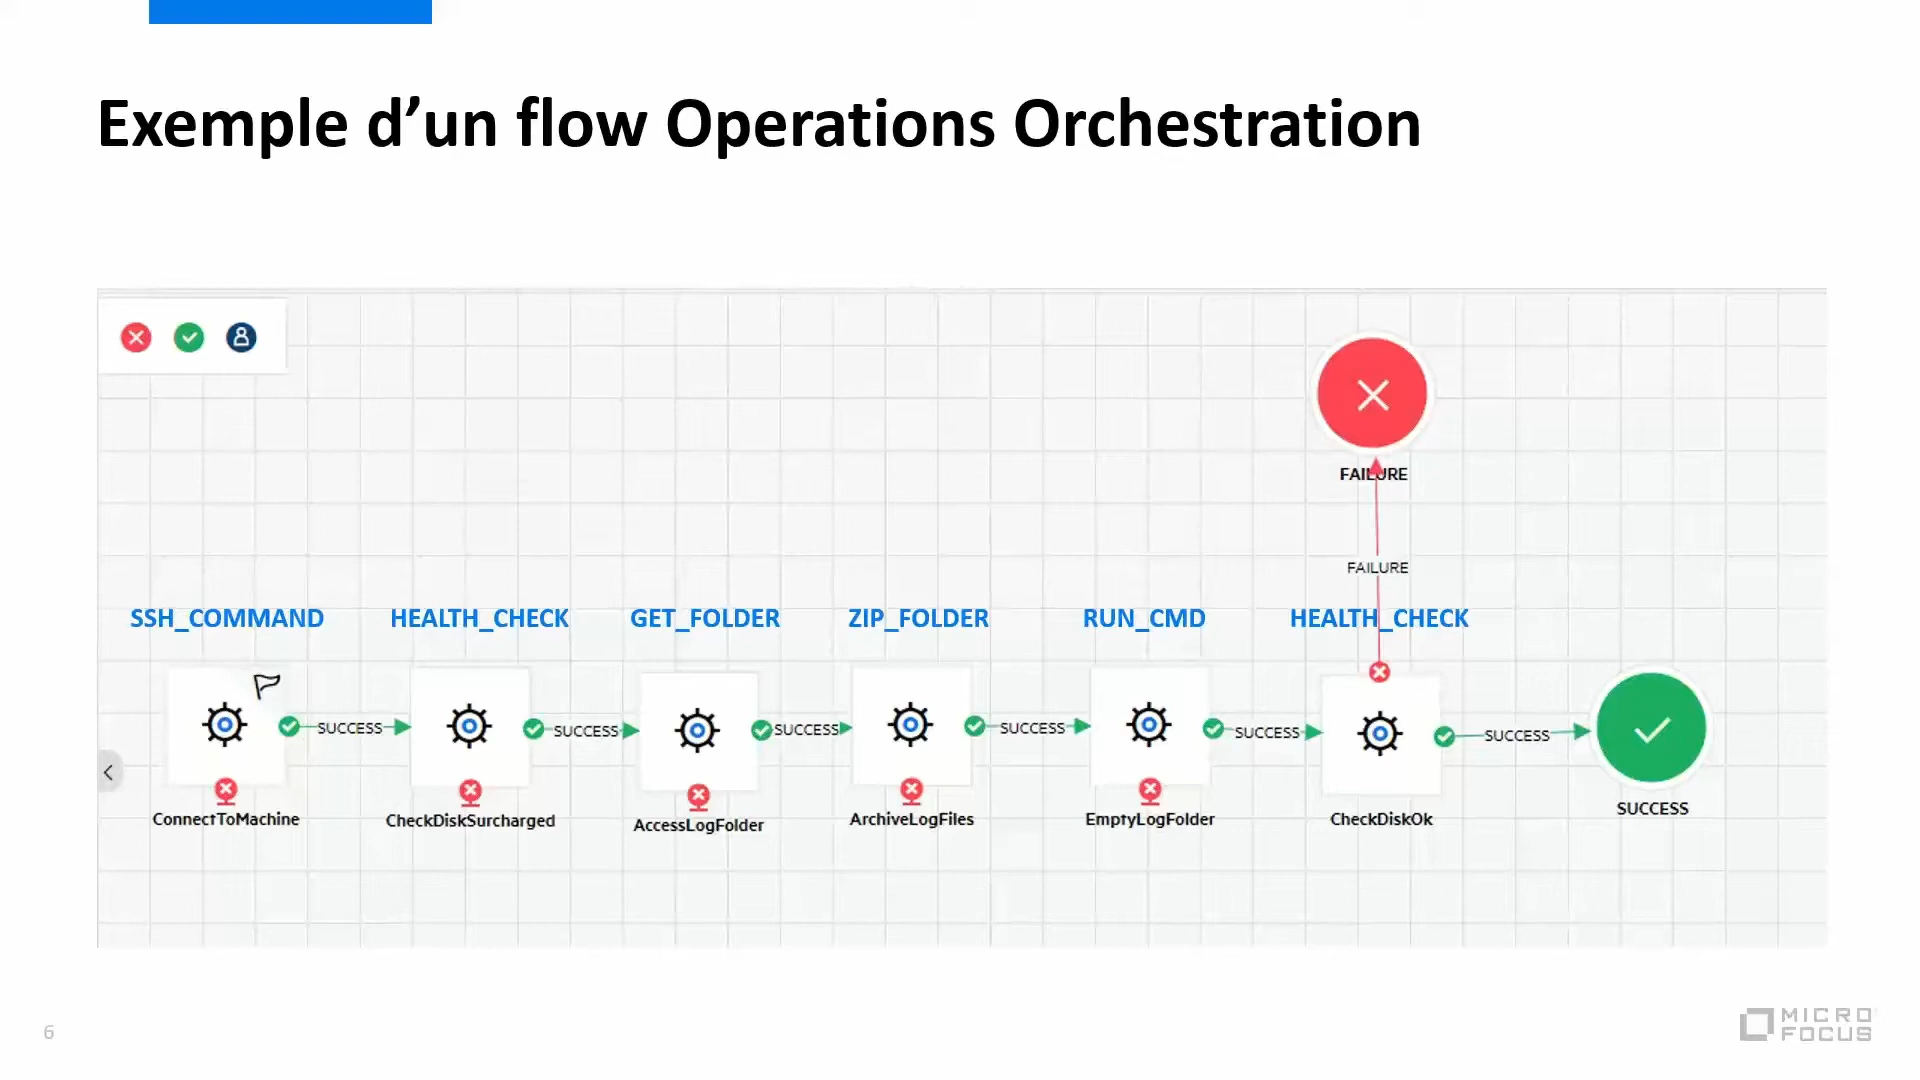 Exemple d’un flow Operations Orchestration
FAILURE
FAILURE
SSH_COMMAND HEALTH_CHECK GET_FOLDER ZIP_FOLDER RUN_CMD HEALTH_CHECK
SUCCESS SUCCESS SUCCESS SUCCESS SUCCESS SUCCESS
ConnectToMachine CheckDiskSurcharged AccessLogFolder ArchiveLogFiles EmptyLogFolder CheckDiskOk SUCCESS
6
MICRO
FOCUS